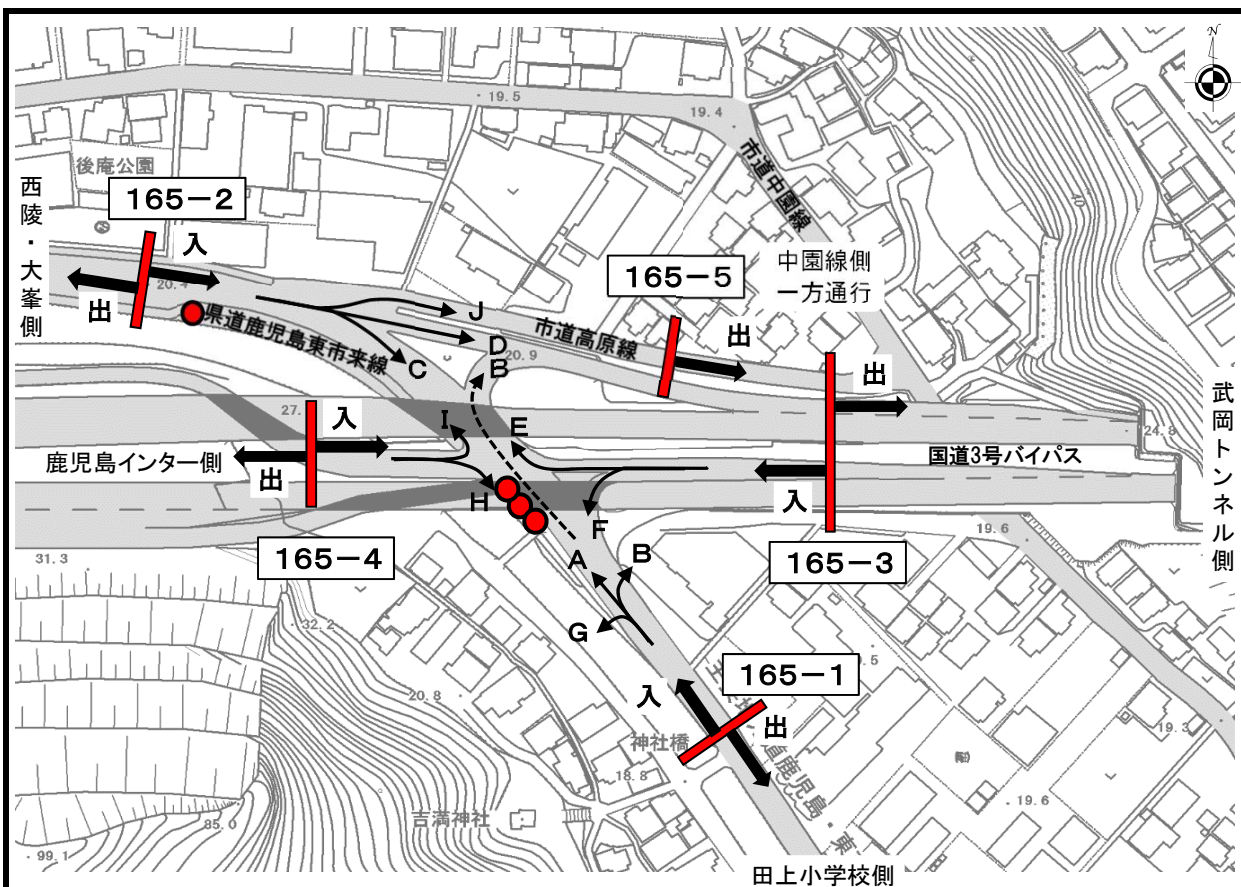 N
19.5
19.4
後庵公園
市道中園線
西陵・大峯側
165-2
入
出
20.4
県道鹿児島東市来線
165-5
中園線側
一方通行
市道高原線
出
出
J
D
B
C
20.9
武岡トンネル側
27.
入
I
E
24.8
鹿児島インター側
出
国道3号バイパス
入
H
F
19.6
165-4
165-3
31.3
A
B
G
32.2
165-1
20.8
入
出
神社橋
19.3
18.8
19.6
吉満神社
85.0
99.1
田上小学校側